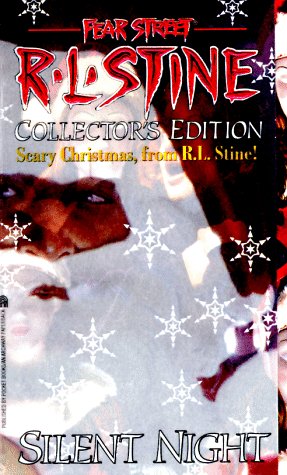 FEAR STREET
R•L•STINE
COLLECTOR'S EDITION
Scary Christmas, from R.L. Stine!
SILENT NIGHT